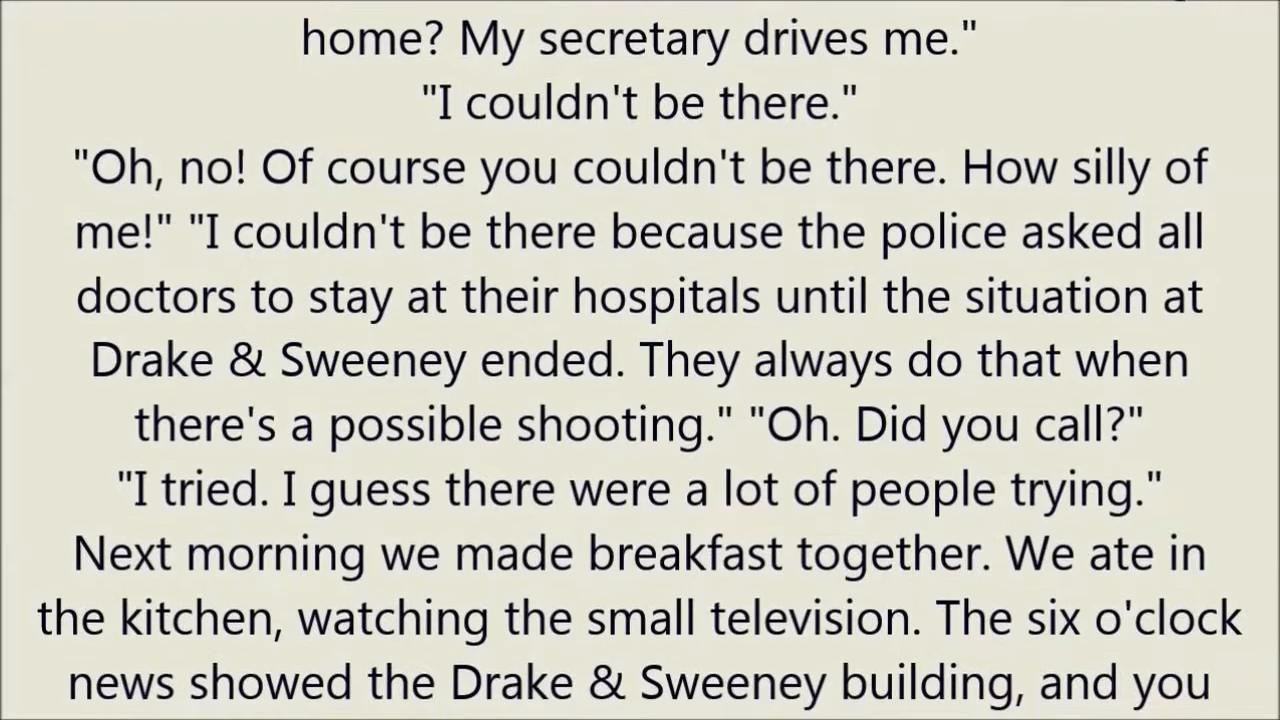 home? My secretary drives me."
"I couldn't be there."
"Oh, no! Of course you couldn't be there. How silly of
me!" "I couldn't be there because the police asked all
doctors to stay at their hospitals until the situation at
Drake & Sweeney ended. They always do that when
there's a possible shooting." "Oh. Did you call?"
"I tried. I guess there were a lot of people trying."
Next morning we made breakfast together. We ate in
the kitchen, watching the small television. The six o'clock
news showed the Drake & Sweeney building, and you